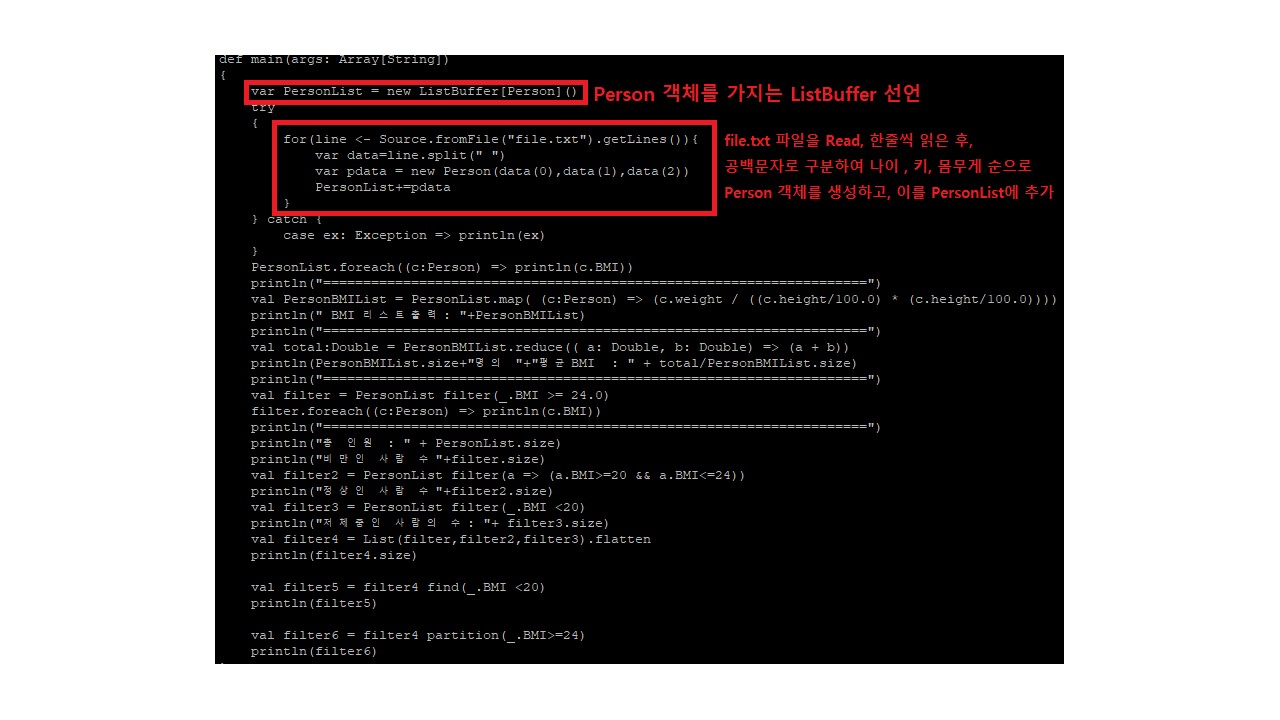 def main(args: Array[String])
{
var PersonList = new ListBuffer[Person]()
Person 객체를 가지는 ListBuffer 선언
try
{
for(line <- Source.fromFile("file.txt").getLines()){
var data=line.split(" ")
var pdata = new Person(data(0),data(1),data(2))
PersonList+=pdata
}
file.txt 파일을 Read, 한줄씩 읽은 후,
공백문자로 구분하여 나이 , 키, 몸무게 순으로
Person 객체를 생성하고, 이를 PersonList에 추가
} catch {
case ex: Exception => println(ex)
}
PersonList.foreach((c:Person) => println(c.BMI))
println("====================================================================")
val PersonBMIList = PersonList.map( (c:Person) => (c.weight / ((c.height/100.0) * (c.height/100.0))))
println(" BMI 리스트출력 : "+PersonBMIList)
println("====================================================================")
val total:Double = PersonBMIList.reduce(( a: Double, b: Double) => (a + b))
println(PersonBMIList.size+"명의 "+"평균BMI : " + total/PersonBMIList.size)
println("====================================================================")
val filter = PersonList filter(_.BMI >= 24.0)
filter.foreach((c:Person) => println(c.BMI))
println("====================================================================")
println("총 인원 : " + PersonList.size)
println("비만인 사람 수 "+filter.size)
val filter2 = PersonList filter(a => (a.BMI>=20 && a.BMI<=24))
println("정상인 사람 수 "+filter2.size)
val filter3 = PersonList filter(_.BMI <20)
println("저체중인 사람의 수 : "+ filter3.size)
val filter4 = List(filter,filter2,filter3).flatten
println(filter4.size)
val filter5 = filter4 find(_.BMI <20)
println(filter5)
val filter6 = filter4 partition(_.BMI>=24)
println(filter6)